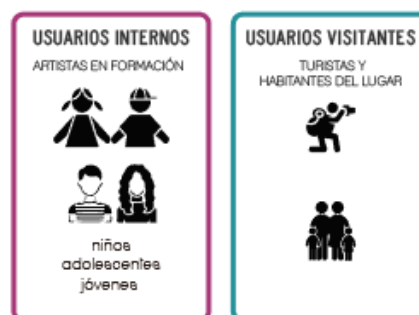 USUARIOS INTERNOS
ARTISTAS EN FORMACIÓN
niños
adolescentes
jóvenes
USUARIOS VISITANTES
TURISTAS Y
HABITANTES DEL LUGAR